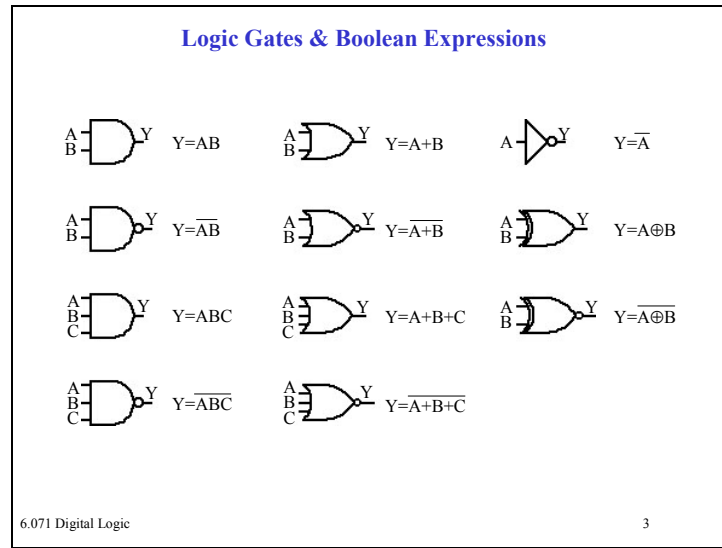 Logic Gates & Boolean Expressions
A B Y Y=AB A B Y Y=A+B A Y Y=A̅
A B Y Y=A̅B̅ A B Y Y=A̅+̅B̅ A B Y Y=A⊕B
A B C Y Y=ABC A B C Y Y=A+B+C A B Y Y=A̅⊕̅B̅
A B C Y Y=A̅B̅C̅ A B C Y Y=A̅+̅B̅+̅C̅
6.071 Digital Logic 3